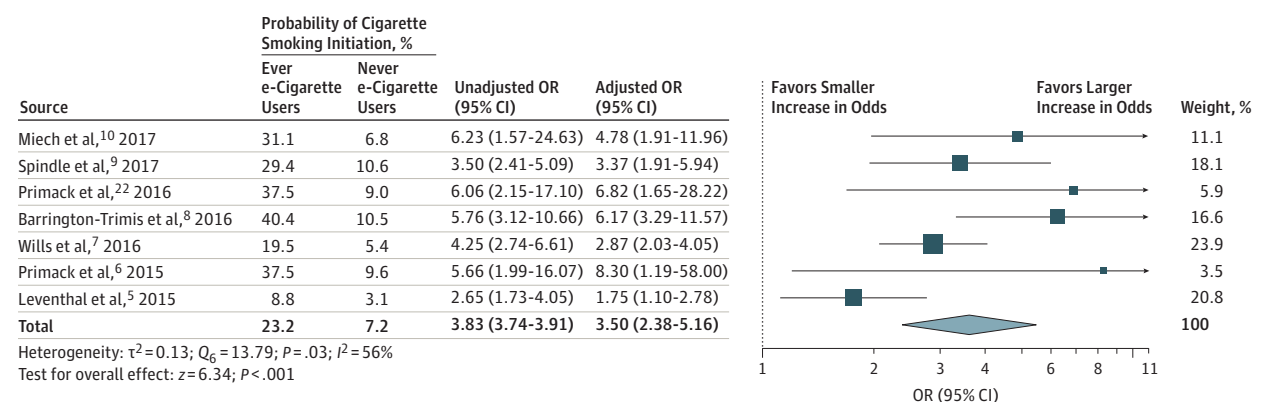 Probability of Cigarette
Smoking Initiation, %
Source
Ever
e-Cigarette
Users
Never
e-Cigarette
Users
Unadjusted OR
(95% CI)
Adjusted OR
(95% CI)
Favors Smaller
Increase in Odds
Favors Larger
Increase in Odds
Weight, %
Miech et al,10 2017 31.1 6.8 6.23 (1.57-24.63) 4.78 (1.91-11.96) 11.1
Spindle et al,9 2017 29.4 10.6 3.50 (2.41-5.09) 3.37 (1.91-5.94) 18.1
Primack et al,22 2016 37.5 9.0 6.06 (2.15-17.10) 6.82 (1.65-28.22) 5.9
Barrington-Trimis et al,8 2016 40.4 10.5 5.76 (3.12-10.66) 6.17 (3.29-11.57) 16.6
Wills et al,7 2016 19.5 5.4 4.25 (2.74-6.61) 2.87 (2.03-4.05) 23.9
Primack et al,6 2015 37.5 9.6 5.66 (1.99-16.07) 8.30 (1.19-58.00) 3.5
Leventhal et al,5 2015 8.8 3.1 2.65 (1.73-4.05) 1.75 (1.10-2.78) 20.8
Total 23.2 7.2 3.83 (3.74-3.91) 3.50 (2.38-5.16) 100
Heterogeneity: τ2=0.13; Q6=13.79; P=.03; I2=56%
Test for overall effect: z=6.34; P<.001
1 2 3 4 6 8 11
OR (95% CI)